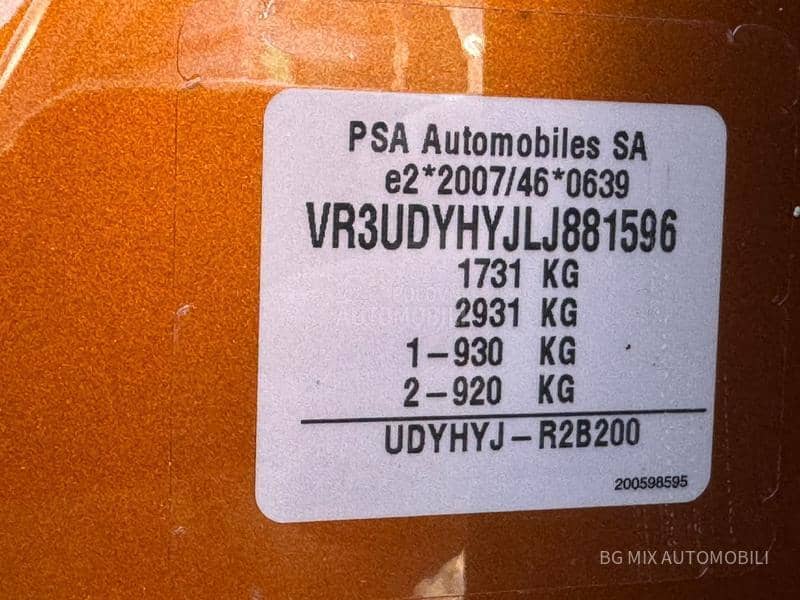 PSA Automobiles SA
e2*2007/46*0639
VR3UDYHYJLJ881596
1731 KG
2931 KG
1-930 KG
2-920 KG
UDYHYJ-R2B200
200598595
BG MIX AUTOMOBILI